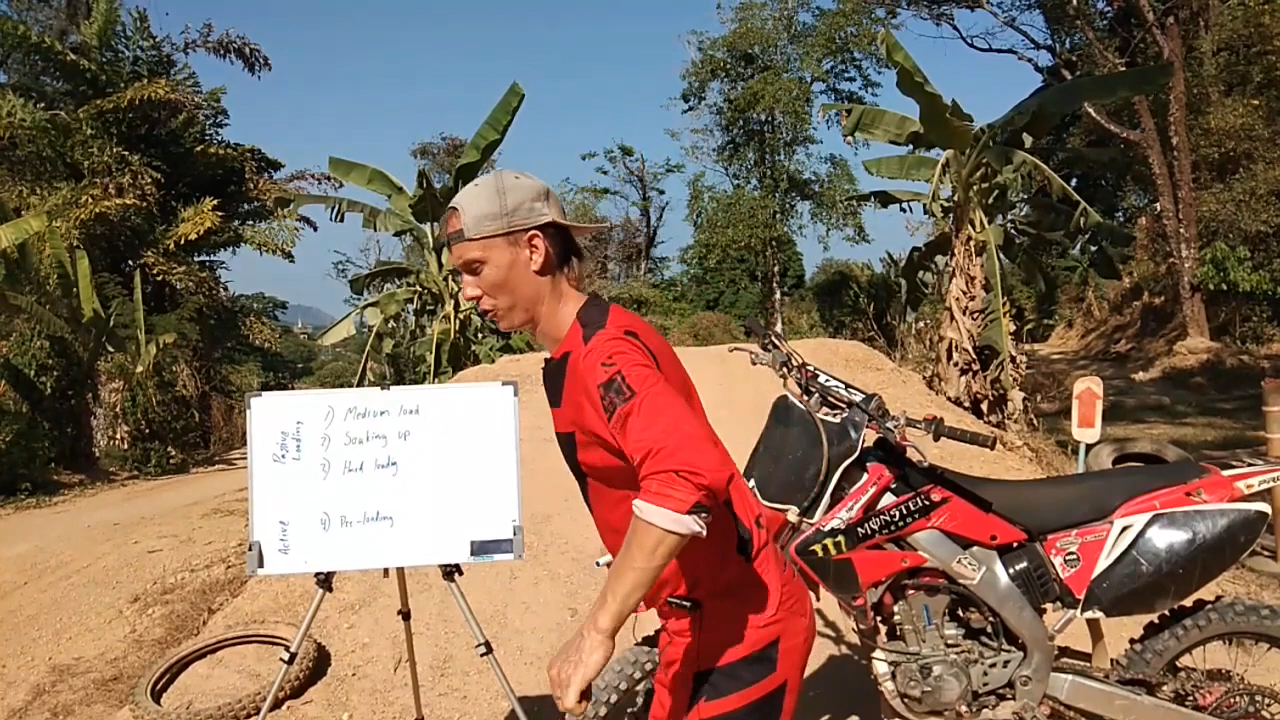 Passive
Loading
1) Medium load
2) Soaking up
3) Hard loading
Active
4) Pre-loading
MONSTER
ENERGY